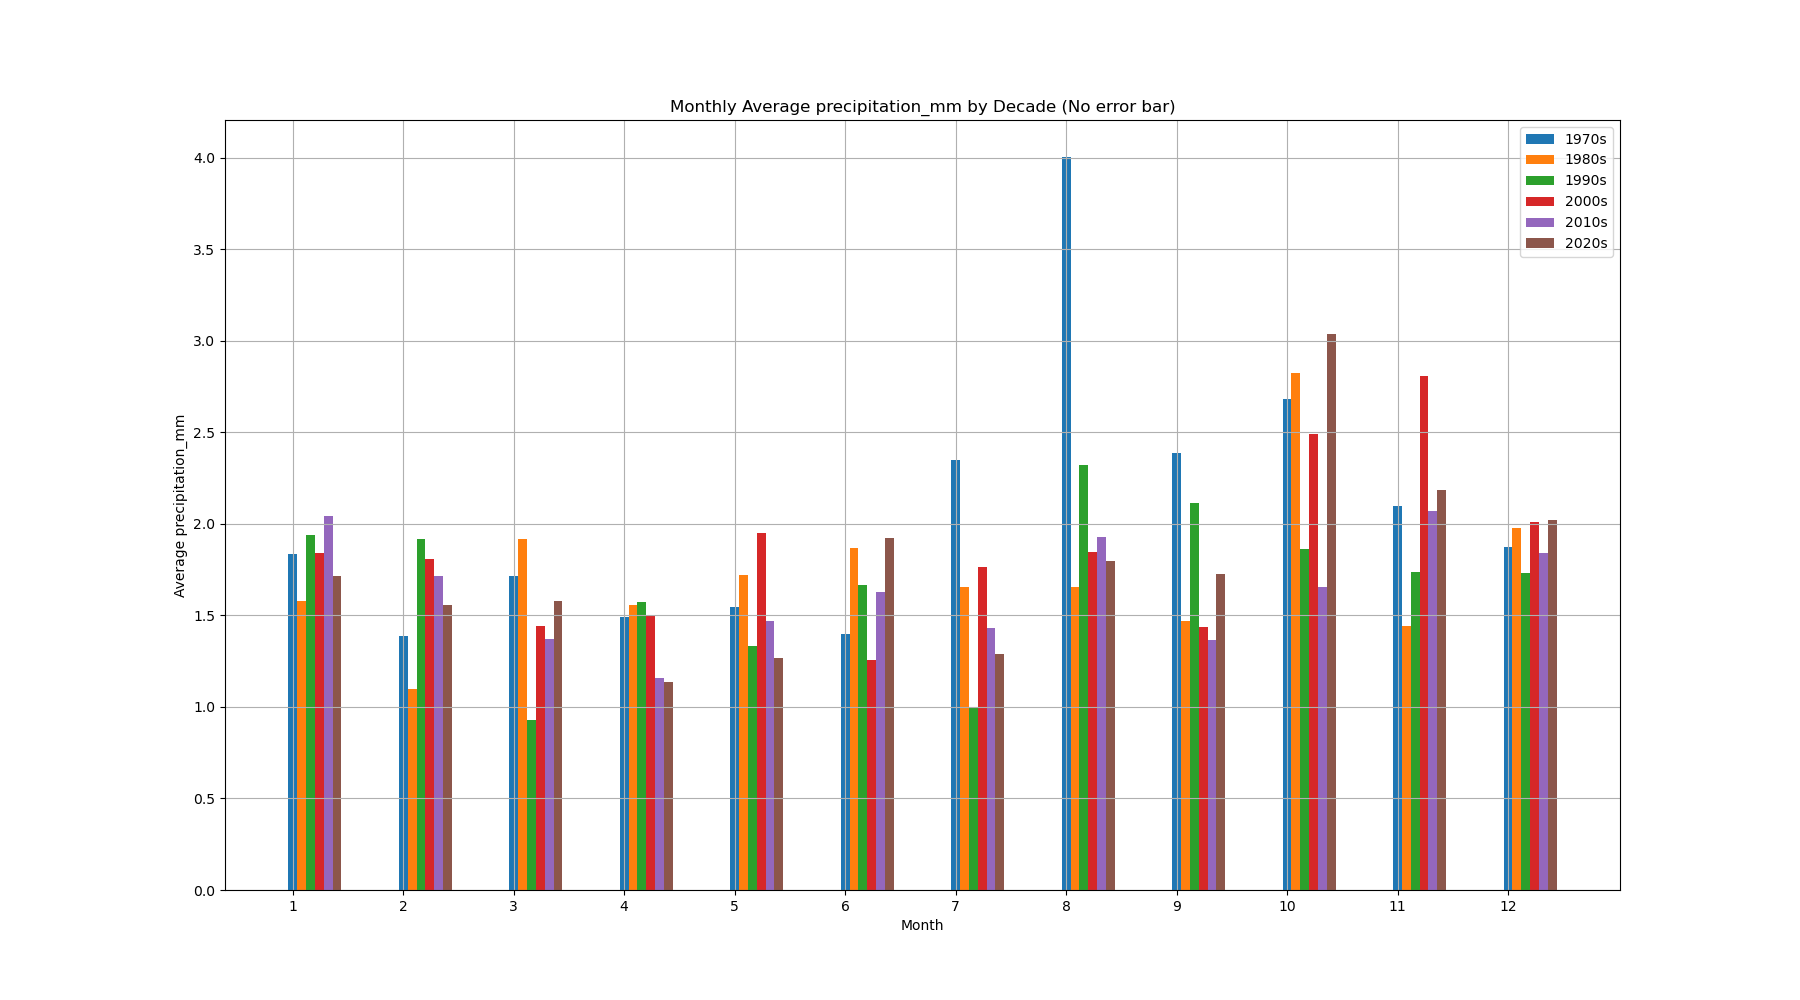 Monthly Average precipitation_mm by Decade (No error bar)
1970s
1980s
1990s
2000s
2010s
2020s
4.0
3.5
3.0
2.5
2.0
1.5
1.0
0.5
0.0
Average precipitation_mm
1 2 3 4 5 6 7 8 9 10 11 12
Month